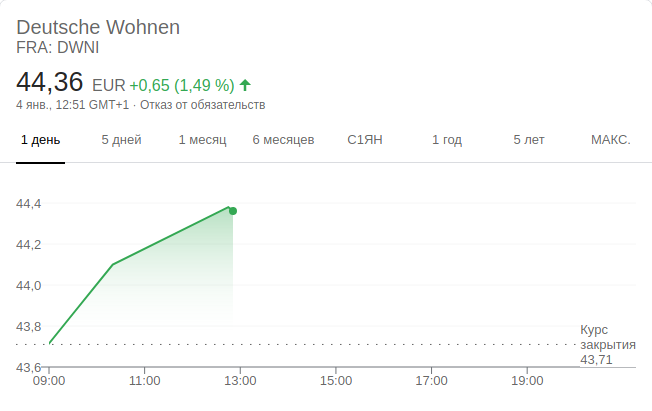 Deutsche Wohnen
FRA: DWNI
44,36 EUR +0,65 (1,49 %)
4 янв., 12:51 GMT+1 · Отказ от обязательств
1 день 5 дней 1 месяц 6 месяцев С1ЯН 1 год 5 лет МАКС.
44,4
44,2
44,0
43,8
43,6
Курс
закрытия
43,71
09:00 11:00 13:00 15:00 17:00 19:00